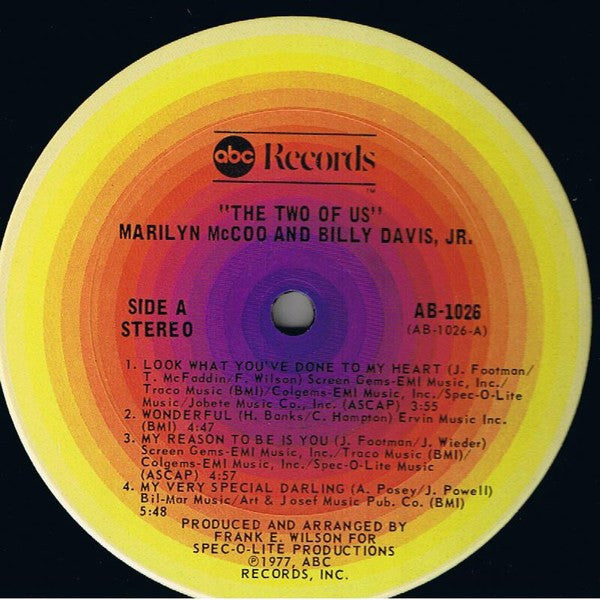 abc Records
TM
"THE TWO OF US"
MARILYN McCOO AND BILLY DAVIS, JR.
SIDE A
STEREO
AB-1026
(AB-1026-A)
1. LOOK WHAT YOU'VE DONE TO MY HEART (J. Footman/
T. McFaddin/F. Wilson) Screen Gems-EMI Music, Inc./
Traco Music (BMI)/Colgems-EMI Music, Inc./Spec-O-Lite
Music/Jobete Music Co., Inc. (ASCAP) 3:55
2. WONDERFUL (H. Banks/C. Hampton) Ervin Music Inc.
(BMI) 4:47
3. MY REASON TO BE IS YOU (J. Footman/J. Wieder)
Screen Gems-EMI Music, Inc./Traco Music (BMI)/
Colgems-EMI Music, Inc./Spec-O-Lite Music
(ASCAP) 4:57
4. MY VERY SPECIAL DARLING (A. Posey/J. Powell)
Bil-Mar Music/Art & Josef Music Pub. Co. (BMI)
5:48
PRODUCED AND ARRANGED BY
FRANK E. WILSON FOR
SPEC-O-LITE PRODUCTIONS
℗1977, ABC
RECORDS, INC.